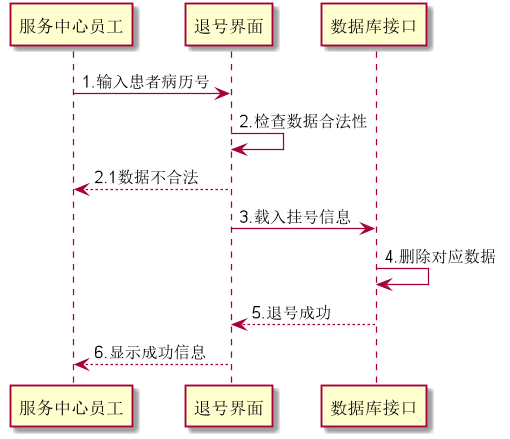 服务中心员工
退号界面
数据库接口
1.输入患者病历号
2.检查数据合法性
2.1数据不合法
3.载入挂号信息
4.删除对应数据
5.退号成功
6.显示成功信息
服务中心员工
退号界面
数据库接口